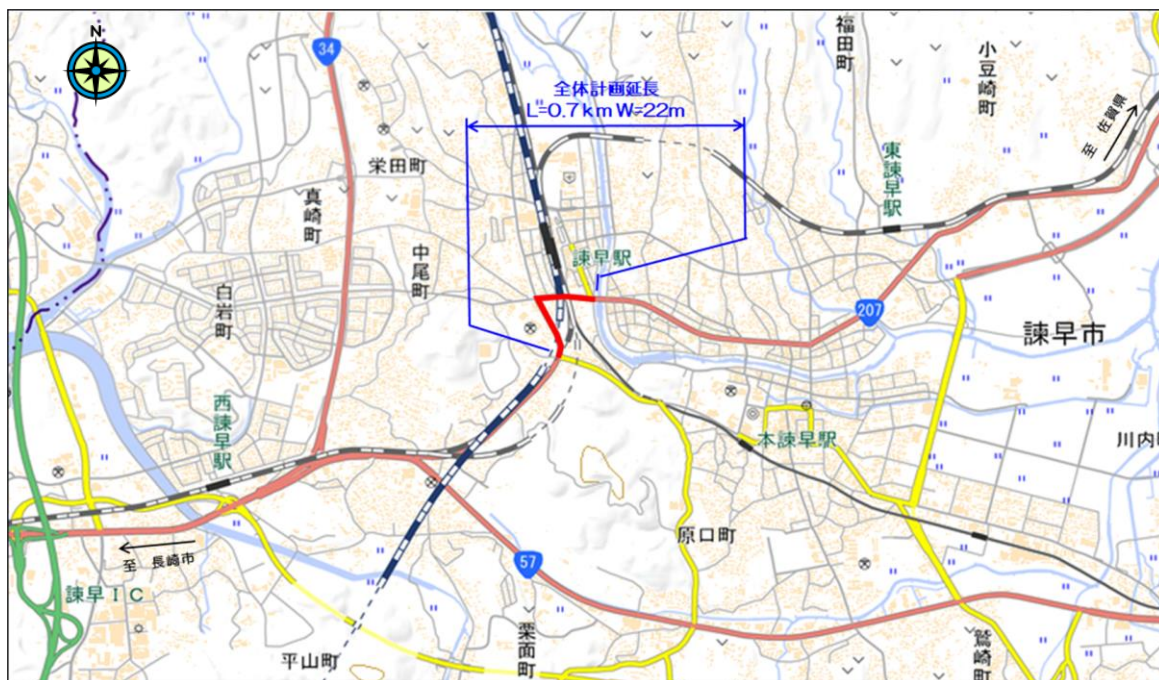 N
34
全体計画延長
L=0.7km W=22m
福田町
小豆崎町
至 佐賀県
栄田町
真崎町
中尾町
東諫早駅
諫早駅
白岩町
207
諫早市
西諫早駅
本諫早駅
川内町
原口町
至 長崎市
諫早IC
57
栗面町
平山町
鷲崎町